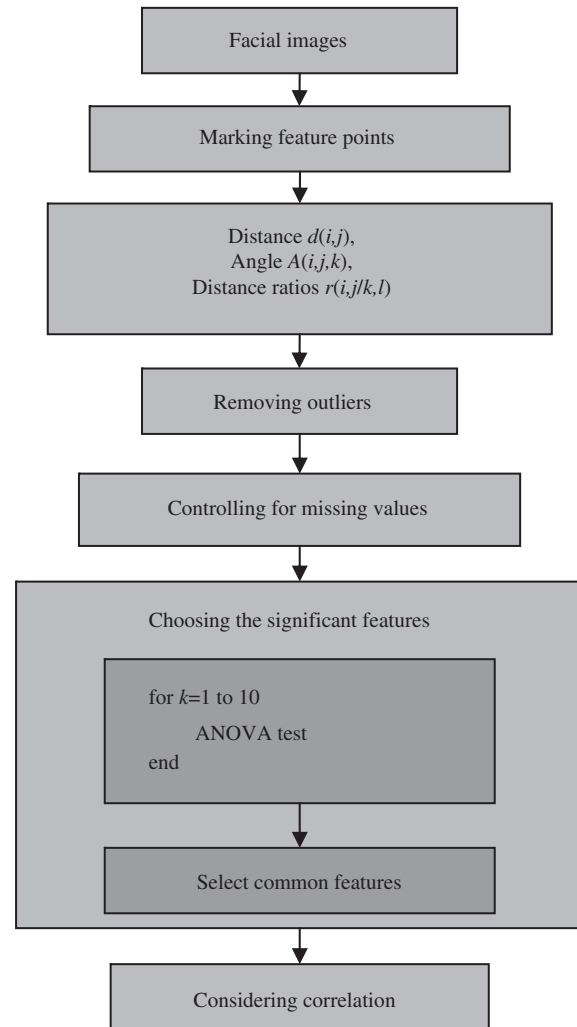 Facial images
Marking feature points
Distance d(i,j),
Angle A(i,j,k),
Distance ratios r(i,j/k,l)
Removing outliers
Controlling for missing values
Choosing the significant features
for k=1 to 10
ANOVA test
end
Select common features
Considering correlation